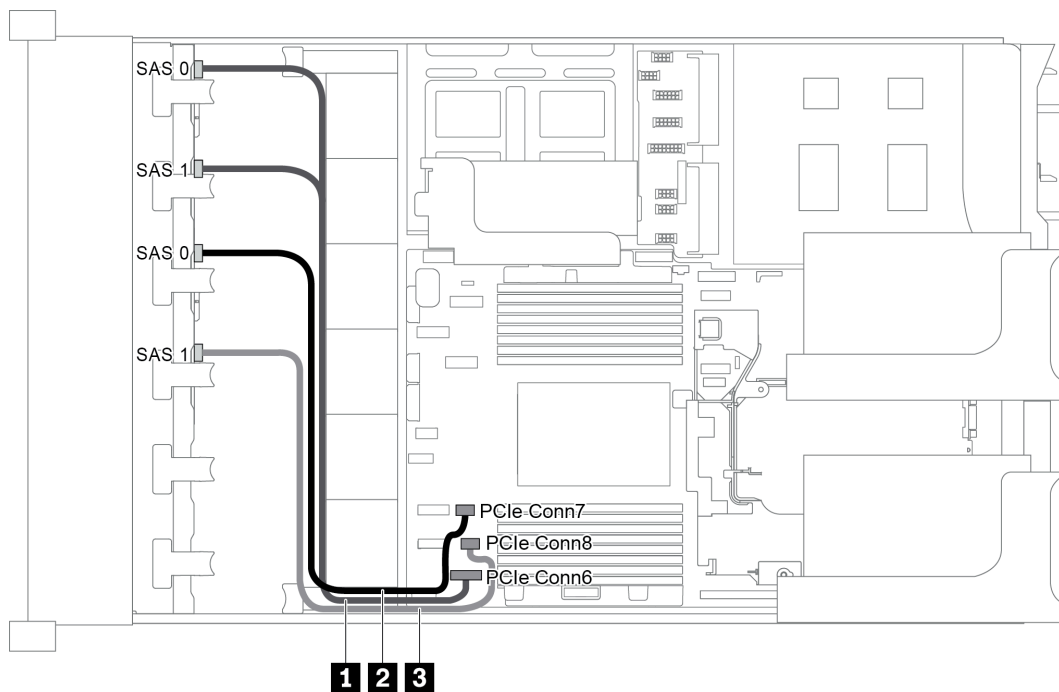 SAS 0
SAS 1
SAS 0
SAS 1
PCIe Conn7
PCIe Conn8
PCIe Conn6
1 2 3